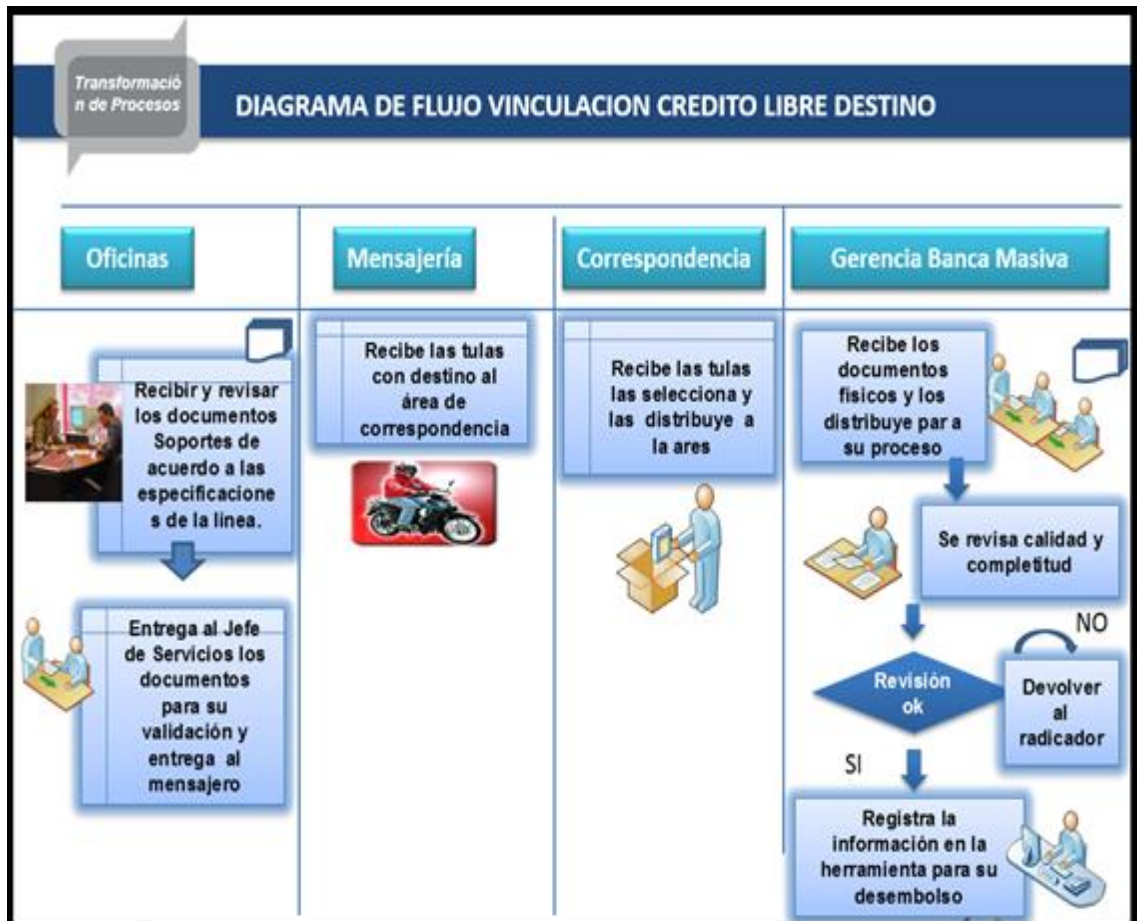 Transformació
n de Procesos
DIAGRAMA DE FLUJO VINCULACION CREDITO LIBRE DESTINO
Oficinas
Mensajería
Correspondencia
Gerencia Banca Masiva
Recibir y revisar
los documentos
Soportes de
acuerdo a las
especificacione
s de la linea.
Entrega al Jefe
de Servicios los
documentos
para su
validación y
entrega al
mensajero
Recibe las tulas
con destino al
área de
correspondencia
Recibe las tulas
las selecciona y
las distribuye a
la ares
Recibe los
documentos
físicos y los
distribuye par a
su proceso
Se revisa calidad y
completitud
NO
Revisión
ok
Devolver
al
radicador
SI
Registra la
información en la
herramienta para su
desembolso